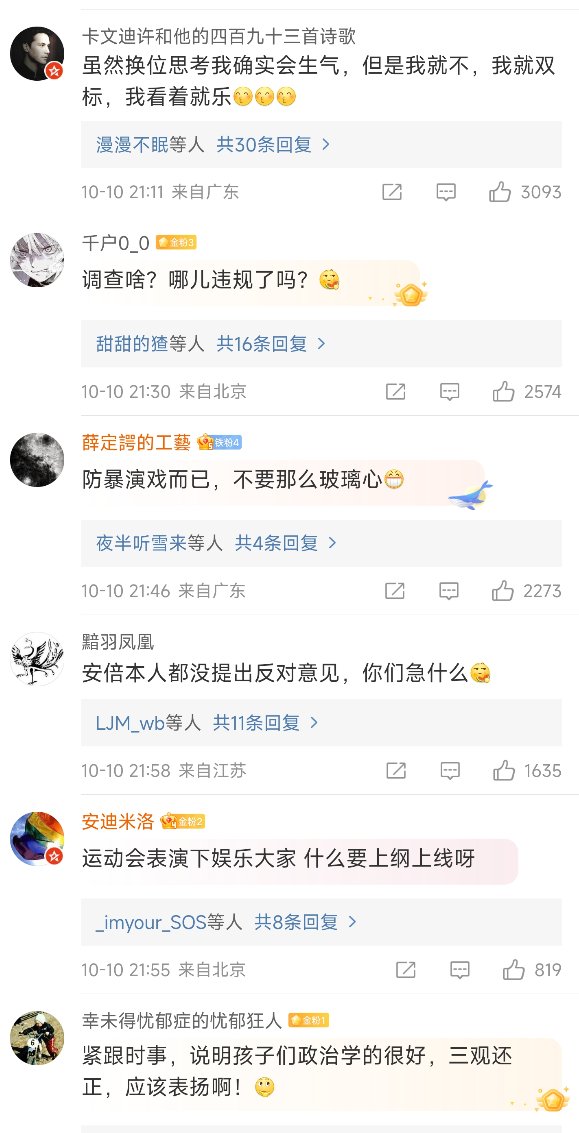 卡文迪许和他的四百九十三首诗歌
虽然换位思考我确实会生气，但是我就不，我就双
标，我看着就乐
漫漫不眠等人 共30条回复
10-10 21:11 来自广东
3093
千户0_0 金粉3
调查啥？哪儿违规了吗？
甜甜的猹等人 共16条回复
10-10 21:30 来自北京
2574
薛定諤的工藝 铁粉4
防暴演戏而已，不要那么玻璃心
夜半听雪来等人 共4条回复
10-10 21:46 来自广东
2273
黯羽凤凰
安倍本人都没提出反对意见，你们急什么
LJM_wb等人 共11条回复
10-10 21:58 来自江苏
1635
安迪米洛 金粉2
运动会表演下娱乐大家 什么要上纲上线呀
_imyour_SOS等人 共8条回复
10-10 21:55 来自北京
819
幸未得忧郁症的忧郁狂人 金粉1
紧跟时事，说明孩子们政治学的很好，三观还
正，应该表扬啊！